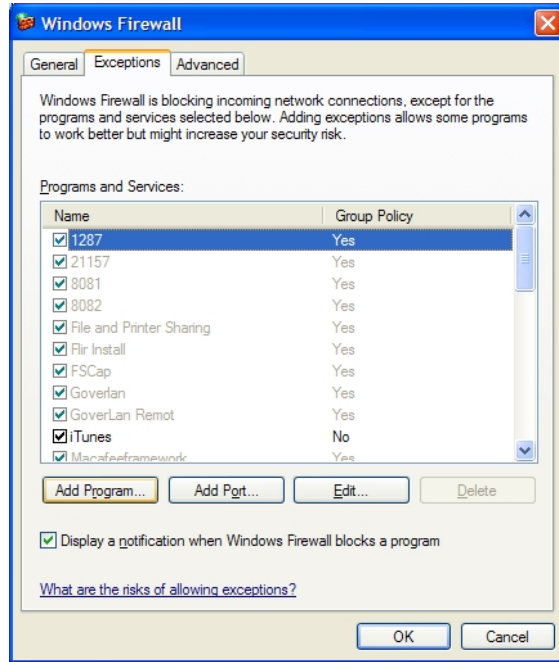 Windows Firewall
General Exceptions Advanced
Windows Firewall is blocking incoming network connections, except for the
programs and services selected below. Adding exceptions allows some programs
to work better but might increase your security risk.
Programs and Services:
Name Group Policy
1287 Yes
21157 Yes
8081 Yes
8082 Yes
File and Printer Sharing Yes
Flir Install Yes
FSCap Yes
Goverlan Yes
GoverLan Remot Yes
iTunes No
Macafeeframework Yes
Add Program... Add Port... Edit... Delete
Display a notification when Windows Firewall blocks a program
What are the risks of allowing exceptions?
OK Cancel